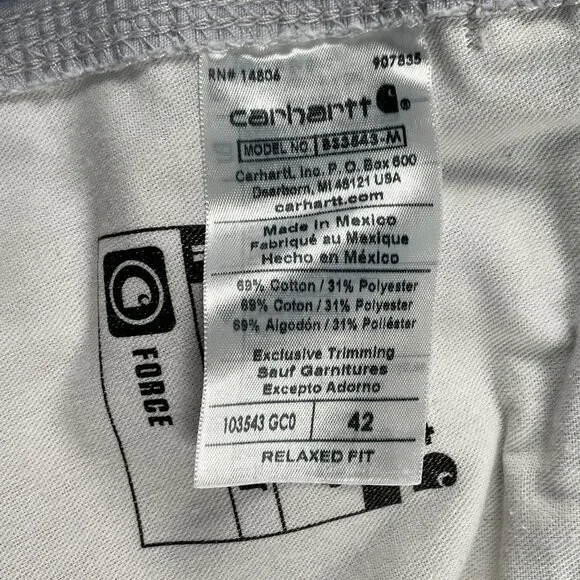 RN# 14806 907835
carhartt
MODEL NO B33643-M
Carhartt, Inc. P.O. Box 600
Dearborn, MI 48121 USA
carhartt.com
Made in Mexico
Fabriqué au Mexique
Hecho en México
69% Cotton / 31% Polyester
69% Coton / 31% Polyester
69% Algodón / 31% Poliéster
Exclusive Trimming
Sauf Garnitures
Excepto Adorno
103543 GC0 42
RELAXED FIT
FORCE